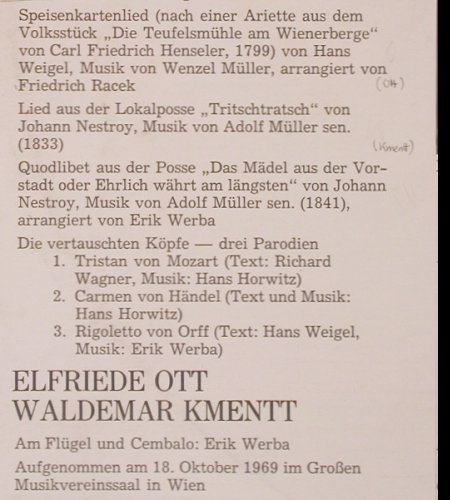 Speisenkartenlied (nach einer Ariette aus dem
Volksstück „Die Teufelsmühle am Wienerberge“
von Carl Friedrich Henseler, 1799) von Hans
Weigel, Musik von Wenzel Müller, arrangiert von
Friedrich Racek (Ott)
Lied aus der Lokalposse „Tritschtratsch“ von
Johann Nestroy, Musik von Adolf Müller sen.
(1833) (Kmentt)
Quodlibet aus der Posse „Das Mädel aus der Vor-
stadt oder Ehrlich währt am längsten“ von Johann
Nestroy, Musik von Adolf Müller sen. (1841),
arrangiert von Erik Werba
Die vertauschten Köpfe — drei Parodien
1. Tristan von Mozart (Text: Richard
Wagner, Musik: Hans Horwitz)
2. Carmen von Händel (Text und Musik:
Hans Horwitz)
3. Rigoletto von Orff (Text: Hans Weigel,
Musik: Erik Werba)
ELFRIEDE OTT
WALDEMAR KMENTT
Am Flügel und Cembalo: Erik Werba
Aufgenommen am 18. Oktober 1969 im Großen
Musikvereinssaal in Wien